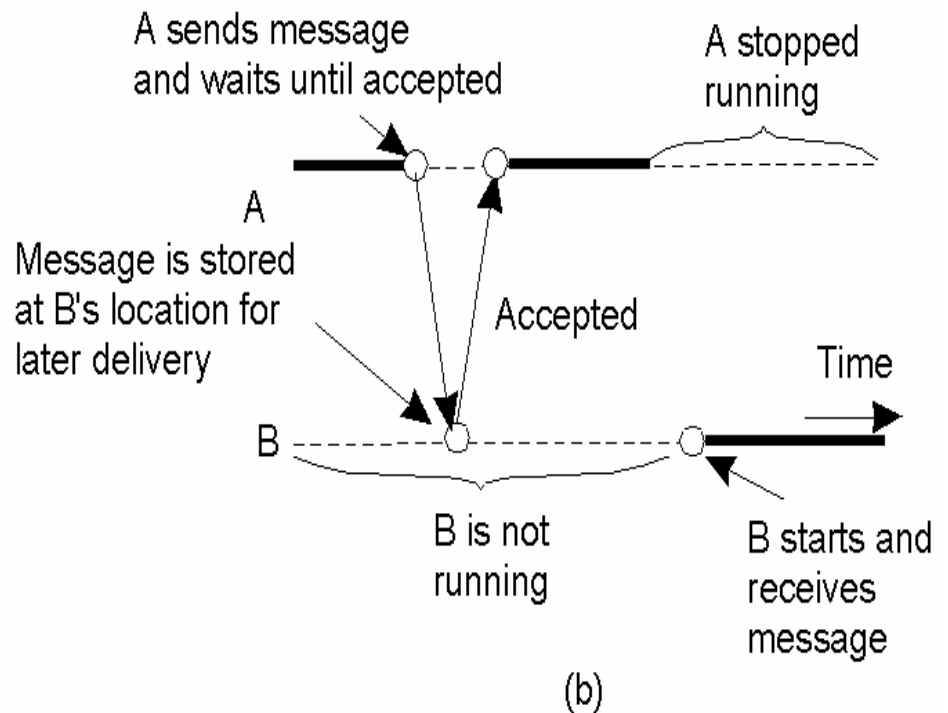 A sends message
and waits until accepted
A stopped
running
A
Message is stored
at B's location for
later delivery
Accepted
Time
B
B is not
running
B starts and
receives
message
(b)